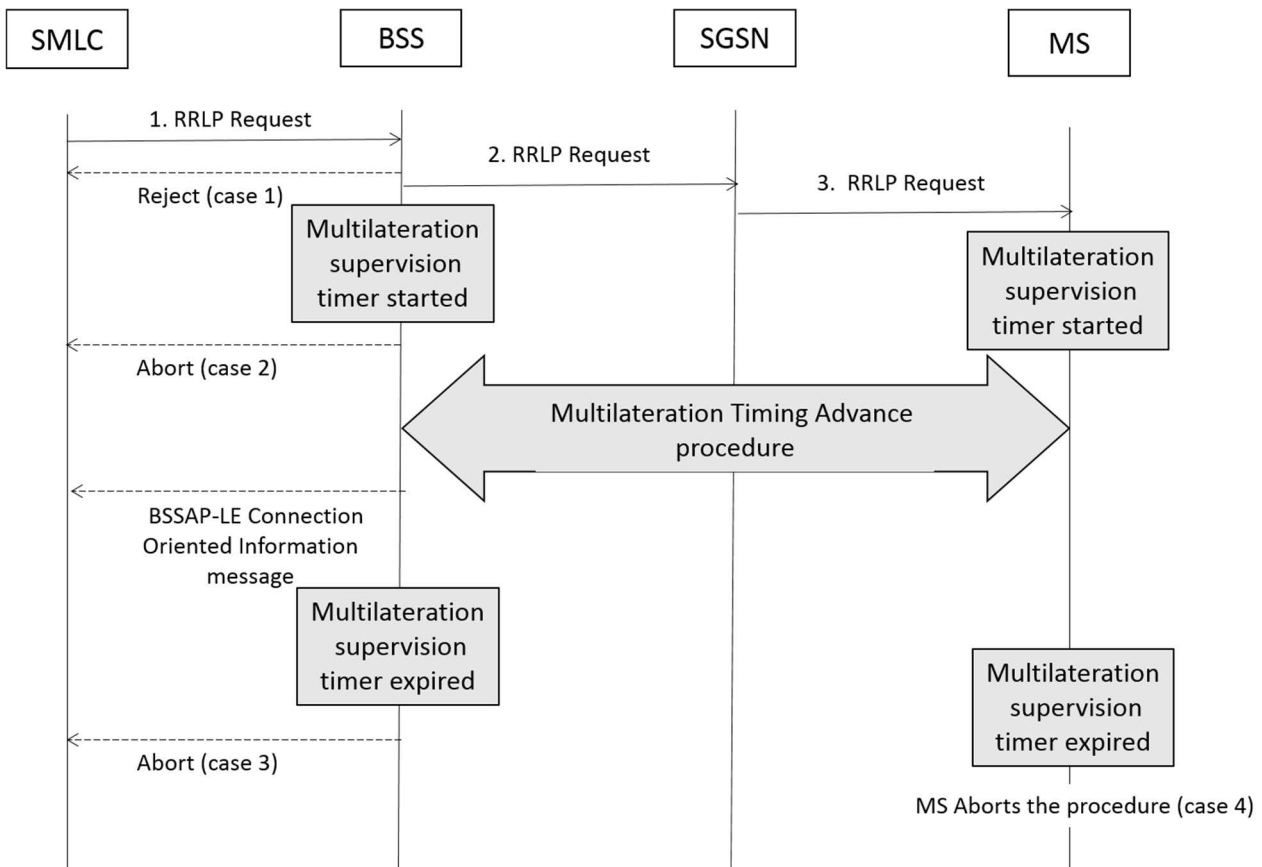 SMLC
BSS
SGSN
MS
1. RRLP Request
2. RRLP Request
3. RRLP Request
Reject (case 1)
Multilateration
supervision
timer started
Multilateration
supervision
timer started
Abort (case 2)
Multilateration Timing Advance
procedure
BSSAP-LE Connection
Oriented Information
message
Multilateration
supervision
timer expired
Multilateration
supervision
timer expired
Abort (case 3)
MS Aborts the procedure (case 4)